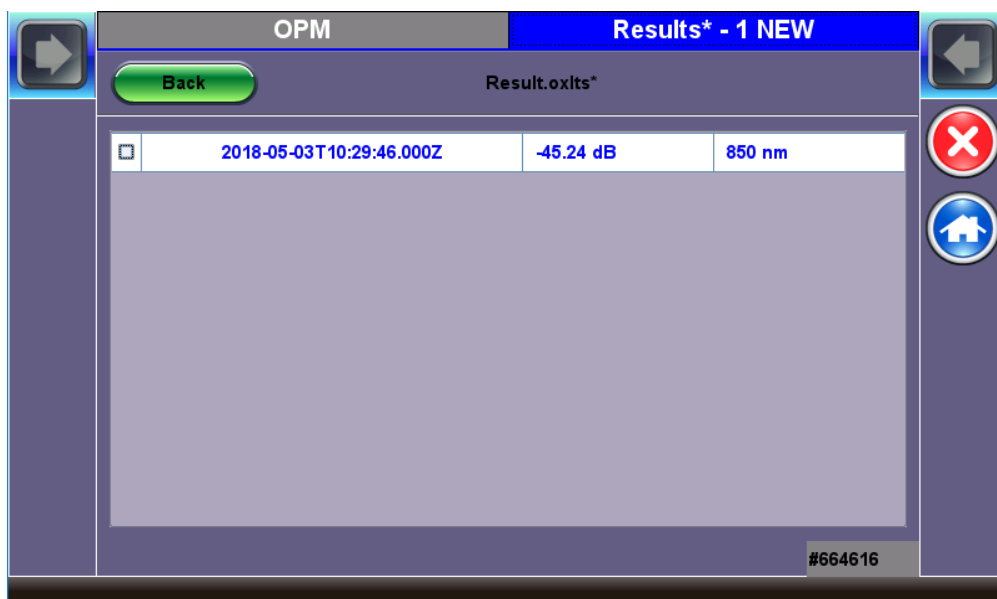 OPM
Results* - 1 NEW
Back
Result.oxlts*
2018-05-03T10:29:46.000Z -45.24 dB 850 nm
#664616